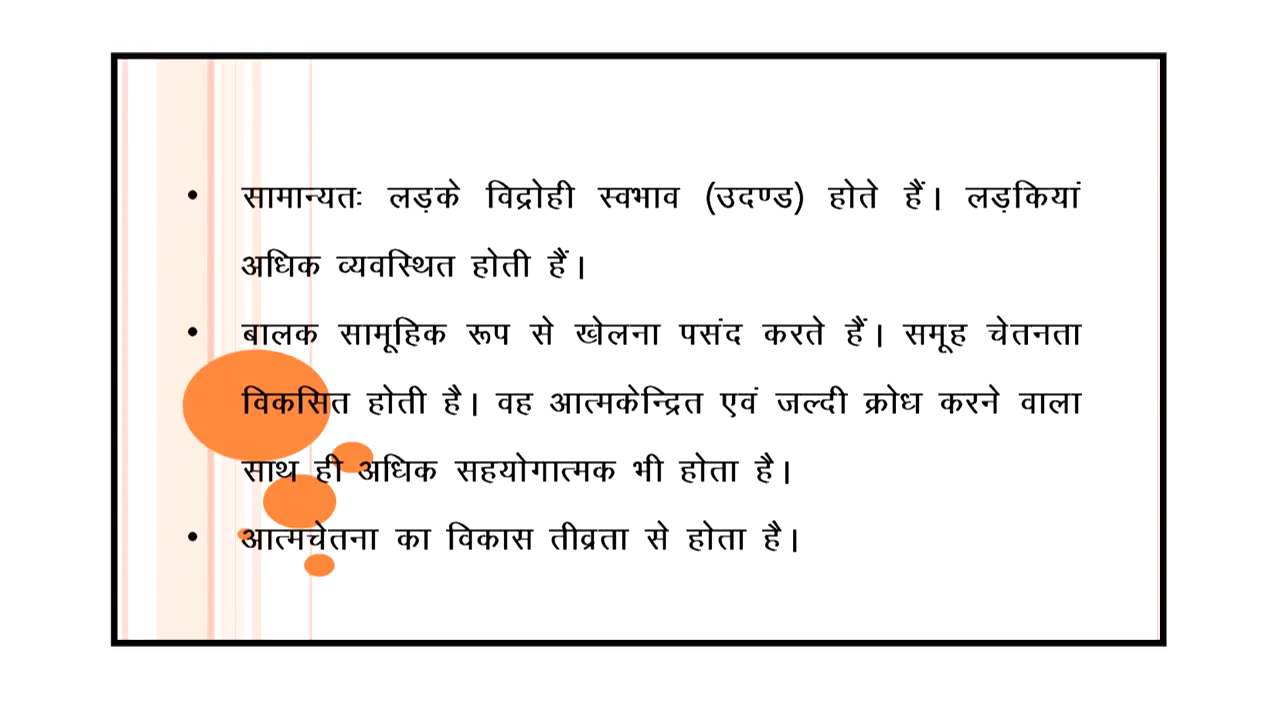 • सामान्यतः लड़के विद्रोही स्वभाव (उदण्ड) होते हैं। लड़कियां
अधिक व्यवस्थित होती हैं।
• बालक सामूहिक रूप से खेलना पसंद करते हैं। समूह चेतनता
विकसित होती है। वह आत्मकेन्द्रित एवं जल्दी क्रोध करने वाला
साथ ही अधिक सहयोगात्मक भी होता है।
• आत्मचेतना का विकास तीव्रता से होता है।